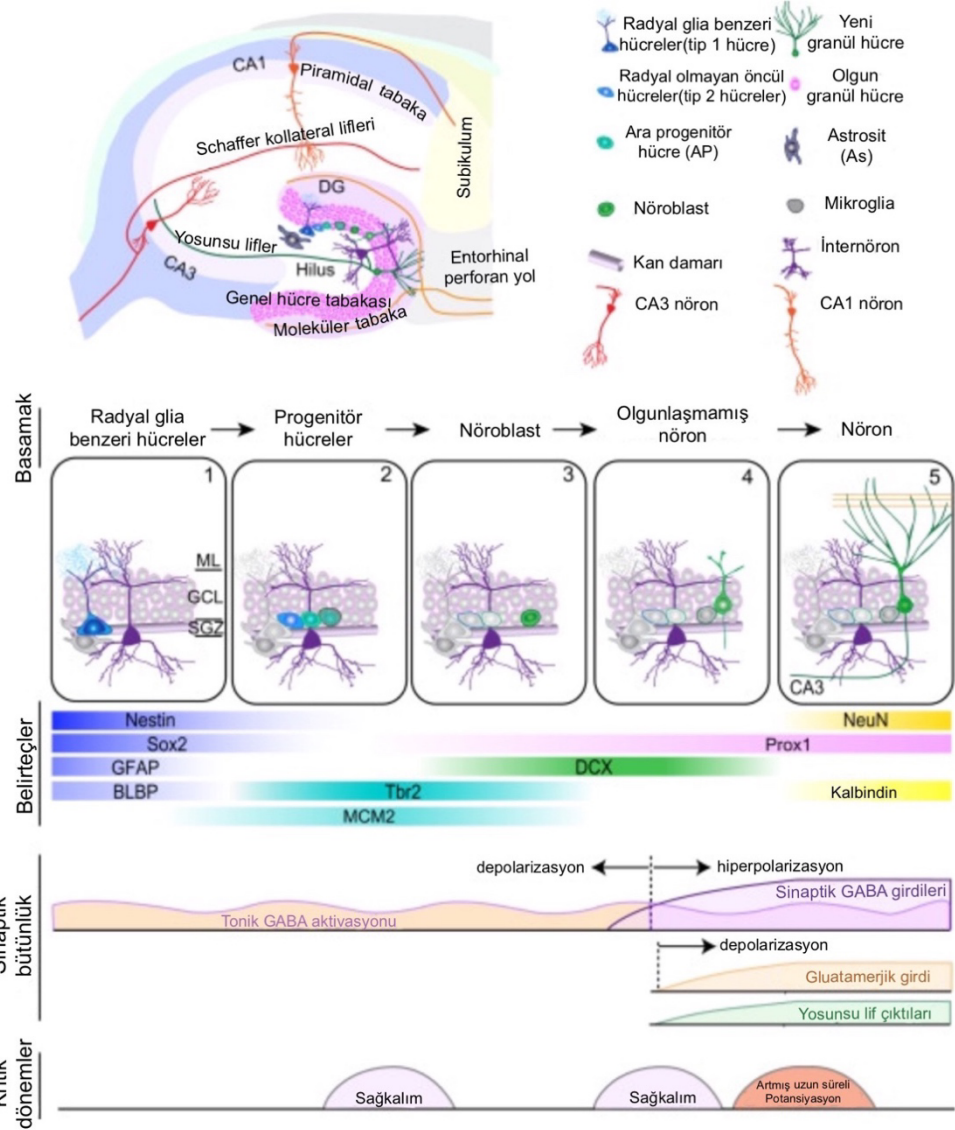 CA1
Piramidal tabaka
Schaffer kollateral lifleri
Subikulum
DG
Yosunsu lifler
CA3
Hilus
Entorhinal
perforan yol
Genel hücre tabakası
Moleküler tabaka
Radyal glia benzeri
hücreler(tip 1 hücre)
Yeni
granül hücre
Radyal olmayan öncül
hücreler(tip 2 hücreler)
Olgun
granül hücre
Ara progenitör
hücre (AP)
Astrosit
(As)
Nöroblast
Mikroglia
Kan damarı
İnternöron
CA3 nöron
CA1 nöron
Basamak
Radyal glia
benzeri hücreler
Progenitör
hücreler
Nöroblast
Olgunlaşmamış
nöron
Nöron
1
2
3
4
5
ML
GCL
SGZ
CA3
Belirteçler
Nestin
NeuN
Sox2
Prox1
GFAP
DCX
BLBP
Tbr2
Kalbindin
MCM2
Sinaptik
bütünlük
depolarizasyon
hiperpolarizasyon
Sinaptik GABA girdileri
Tonik GABA aktivasyonu
depolarizasyon
Gluatamerjik girdi
Yosunsu lif çıktıları
Kritik
dönemler
Sağkalım
Sağkalım
Artmış uzun süreli
Potansiyasyon